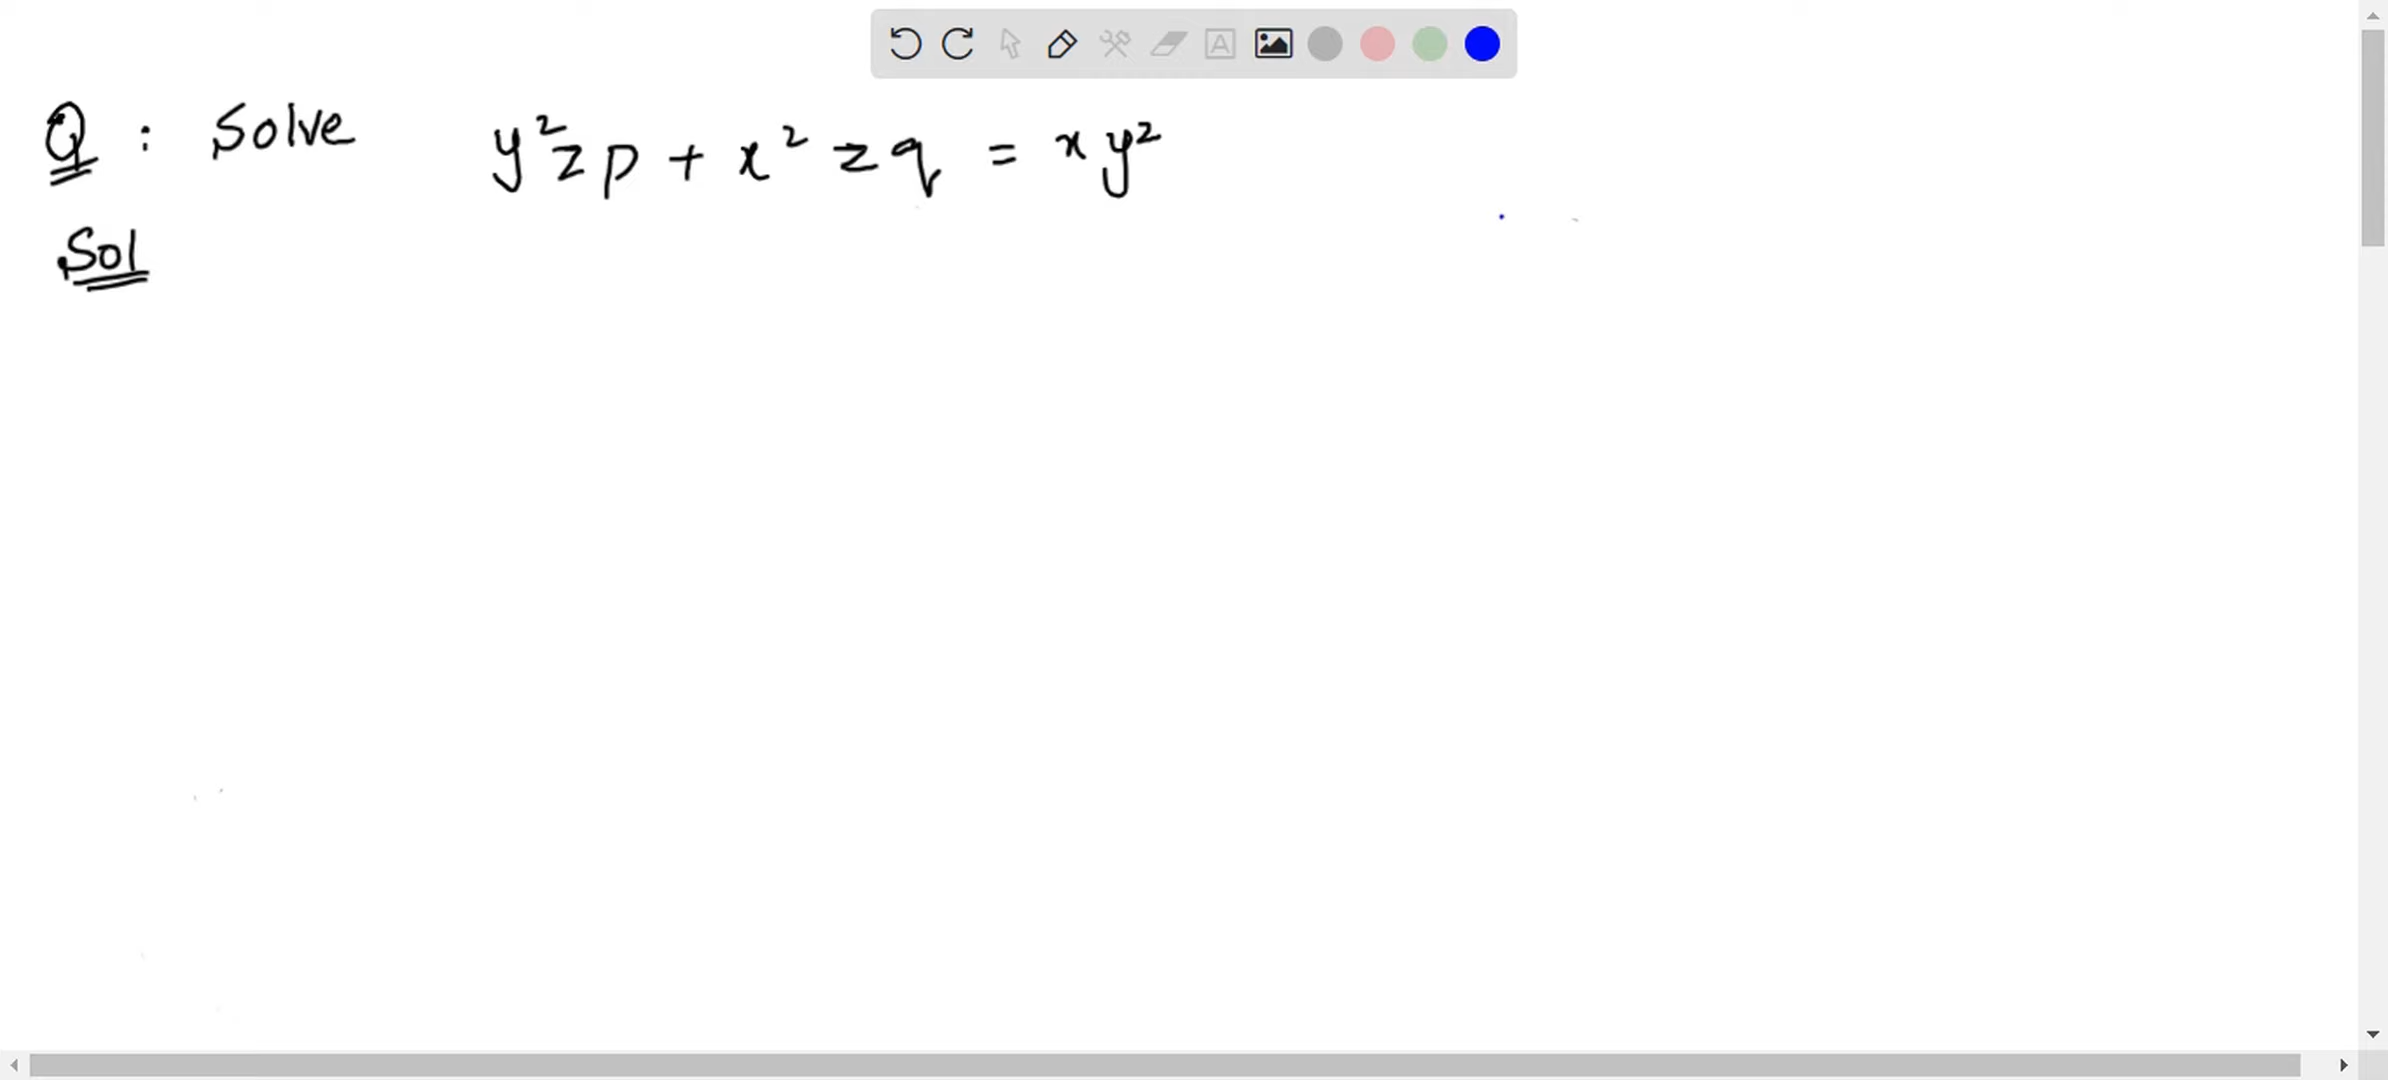 Q : Solve y²zp + x²zq = xy²
Sol